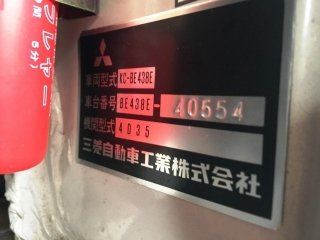 車両型式 KC-BE438E
車台番号 BE438E-40554
機関型式 4D35
三菱自動車工業株式会社